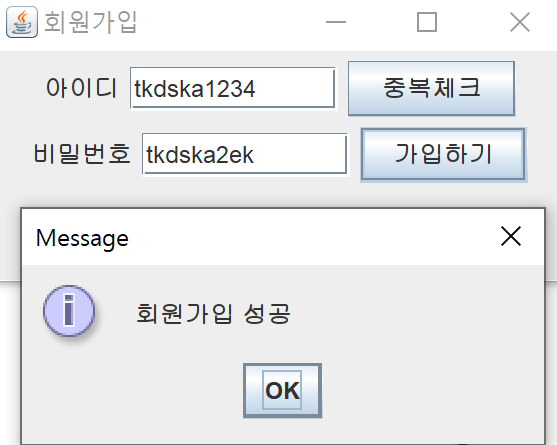 회원가입
아이디 tkdska1234 중복체크
비밀번호 tkdska2ek 가입하기
Message
i 회원가입 성공
OK